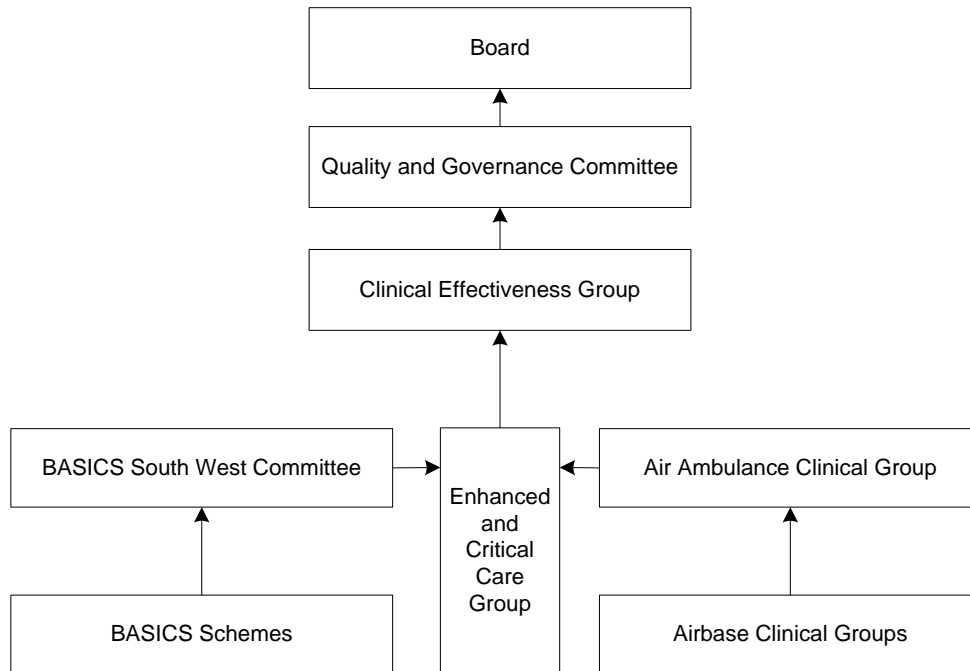 Board
Quality and Governance Committee
Clinical Effectiveness Group
BASICS South West Committee
Enhanced
and
Critical
Care
Group
Air Ambulance Clinical Group
BASICS Schemes
Airbase Clinical Groups